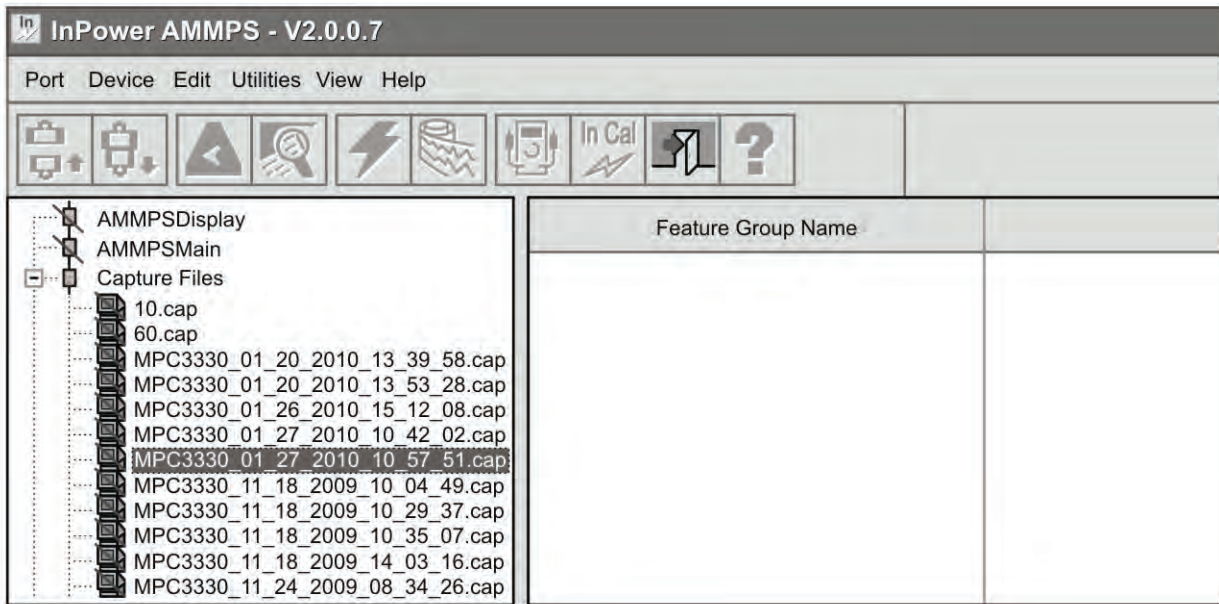 In
InPower AMMPS - V2.0.0.7
Port Device Edit Utilities View Help
In Cal
?
AMMPSDisplay
AMMPSMain
Capture Files
10.cap
60.cap
MPC3330_01_20_2010_13_39_58.cap
MPC3330_01_20_2010_13_53_28.cap
MPC3330_01_26_2010_15_12_08.cap
MPC3330_01_27_2010_10_42_02.cap
MPC3330_01_27_2010_10_57_51.cap
MPC3330_11_18_2009_10_04_49.cap
MPC3330_11_18_2009_10_29_37.cap
MPC3330_11_18_2009_10_35_07.cap
MPC3330_11_18_2009_14_03_16.cap
MPC3330_11_24_2009_08_34_26.cap
Feature Group Name